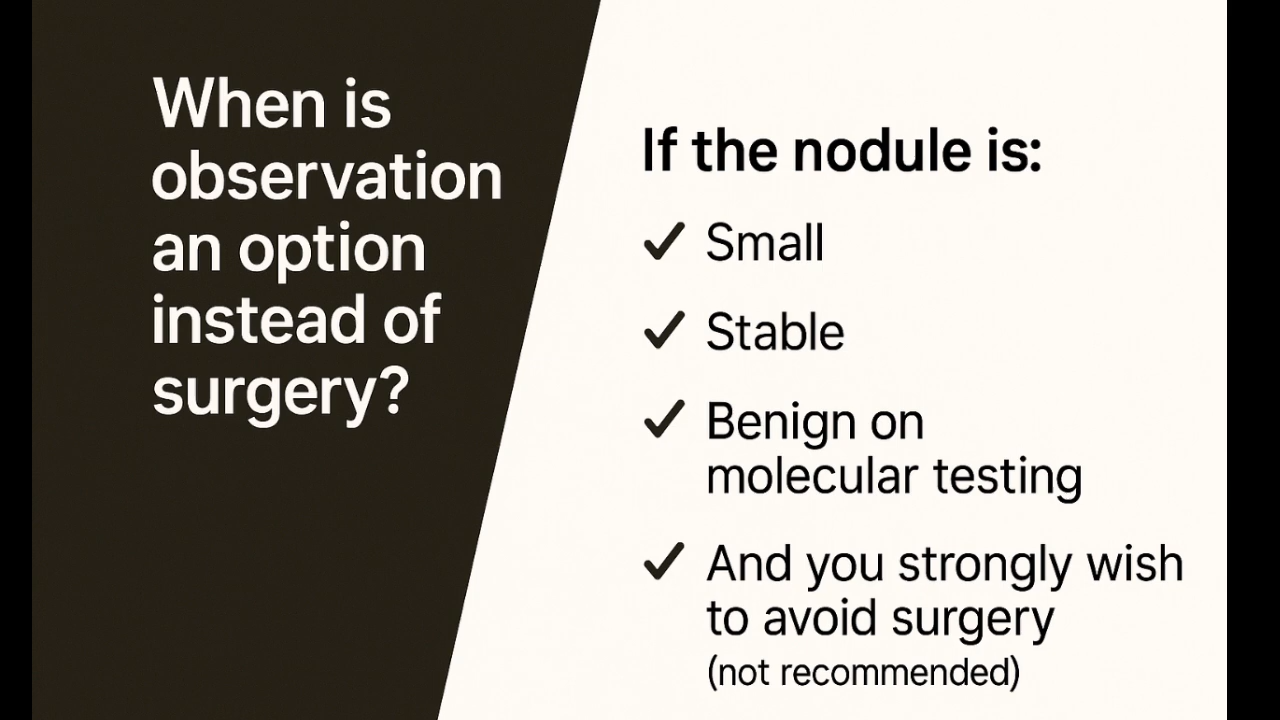 When is
observation
an option
instead of
surgery?
If the nodule is:
Small
Stable
Benign on
molecular testing
And you strongly wish
to avoid surgery
(not recommended)